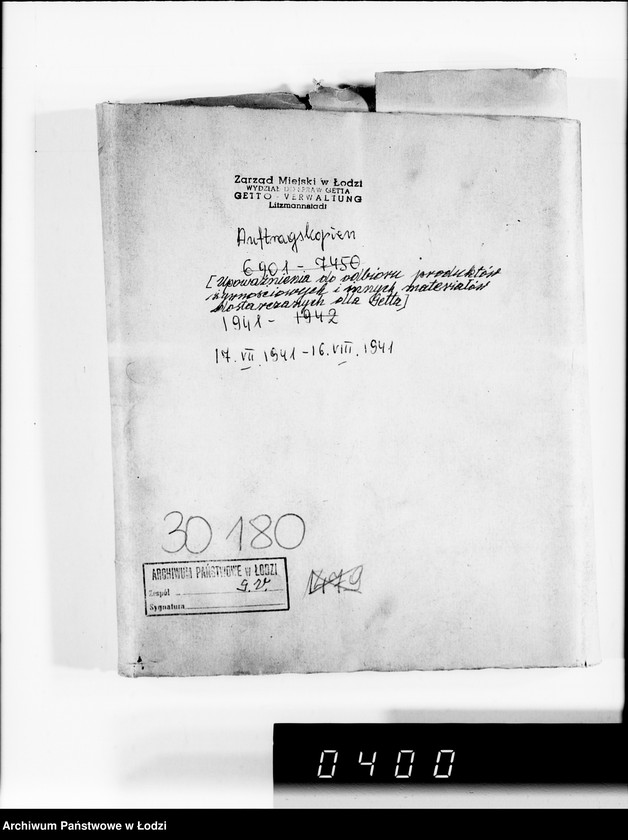 Zarząd Miejski w Łodzi
WYDZIAŁ DO SPRAW GETTA
GETTO - VERWALTUNG
Litzmannstadt
Auftragskopien
6901 - 7450
[Upoważnienia do odbioru produktów
żywnościowych i innych materiałów
dostarczanych dla Getta]
1941 - 1942
17. VII. 1941 - 16. VIII. 1941
30180
ARCHIWUM PAŃSTWOWE w ŁODZI
Zespół G.V.
Sygnatura
0400
Archiwum Państwowe w Łodzi